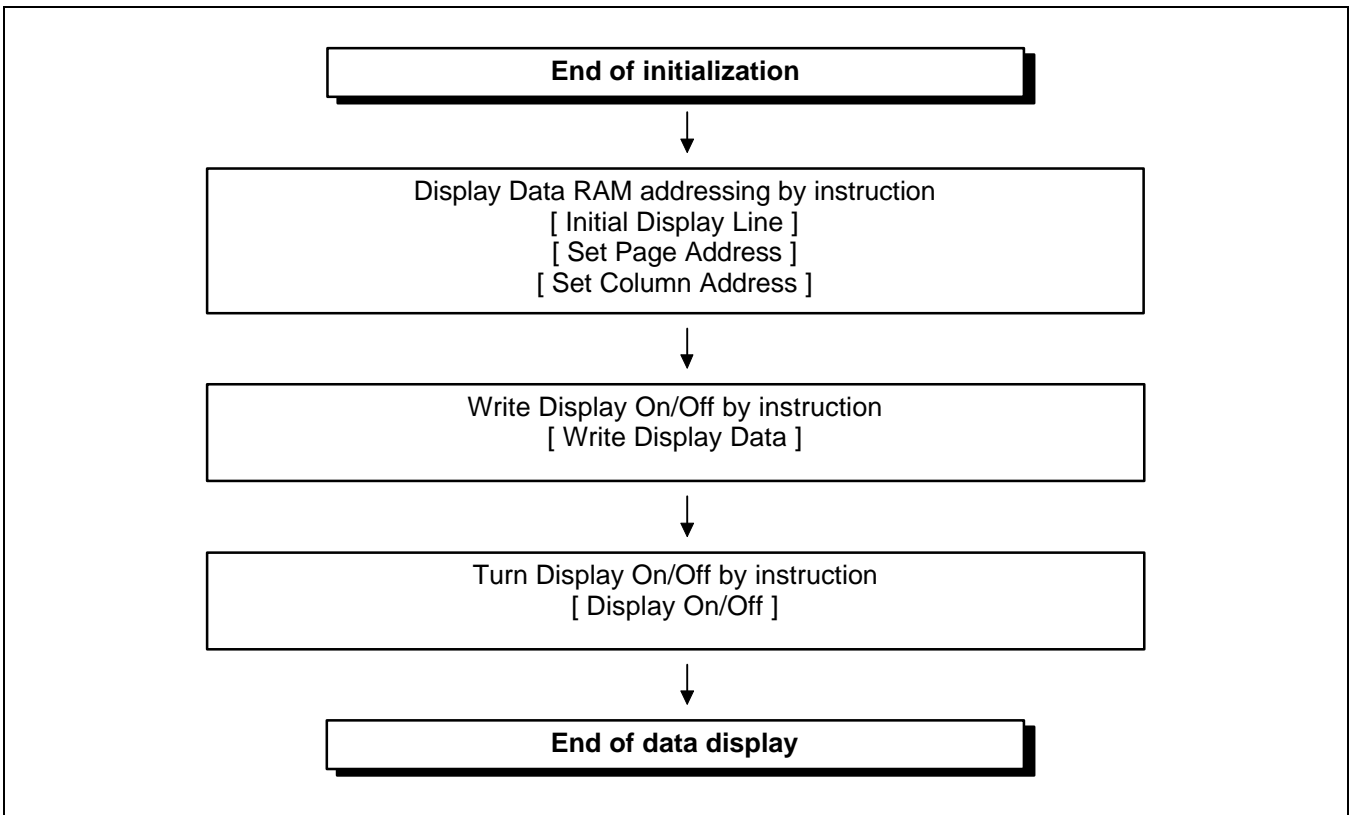 End of initialization
Display Data RAM addressing by instruction
[ Initial Display Line ]
[ Set Page Address ]
[ Set Column Address ]
Write Display On/Off by instruction
[ Write Display Data ]
Turn Display On/Off by instruction
[ Display On/Off ]
End of data display